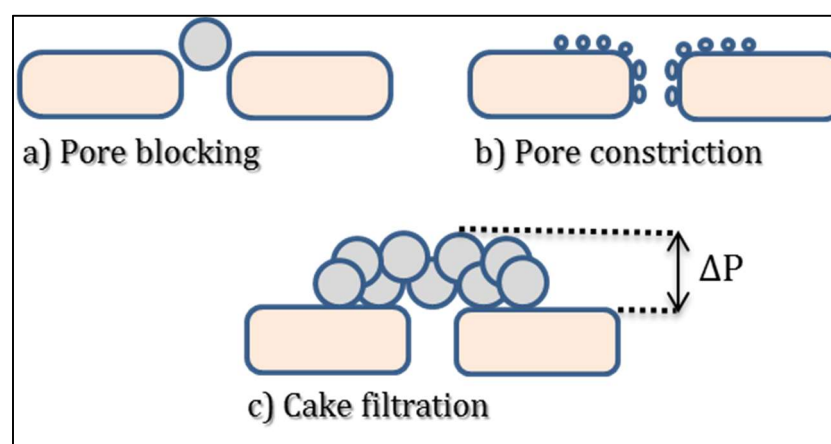 a) Pore blocking
b) Pore constriction
ΔP
c) Cake filtration